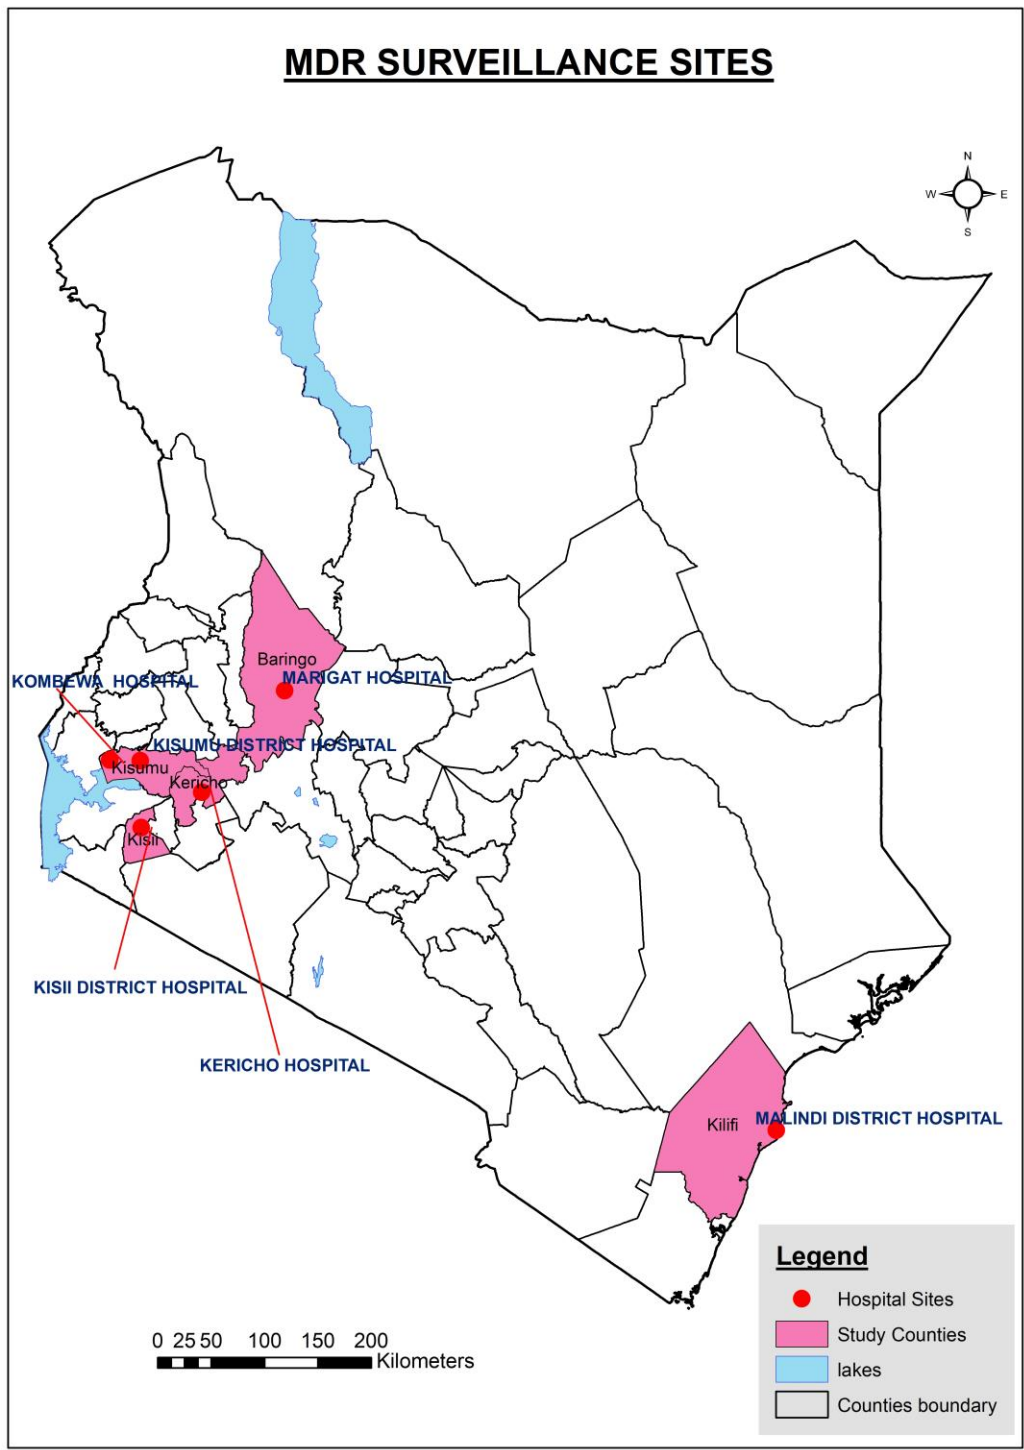 MDR SURVEILLANCE SITES
N
W E
S
Baringo
MARIGAT HOSPITAL
KOMBEWA HOSPITAL
KISUMU DISTRICT HOSPITAL
Kisumu
Kericho
Kisii
KISII DISTRICT HOSPITAL
KERICHO HOSPITAL
Kilifi
MALINDI DISTRICT HOSPITAL
Legend
Hospital Sites
Study Counties
lakes
Counties boundary
0 25 50 100 150 200
Kilometers